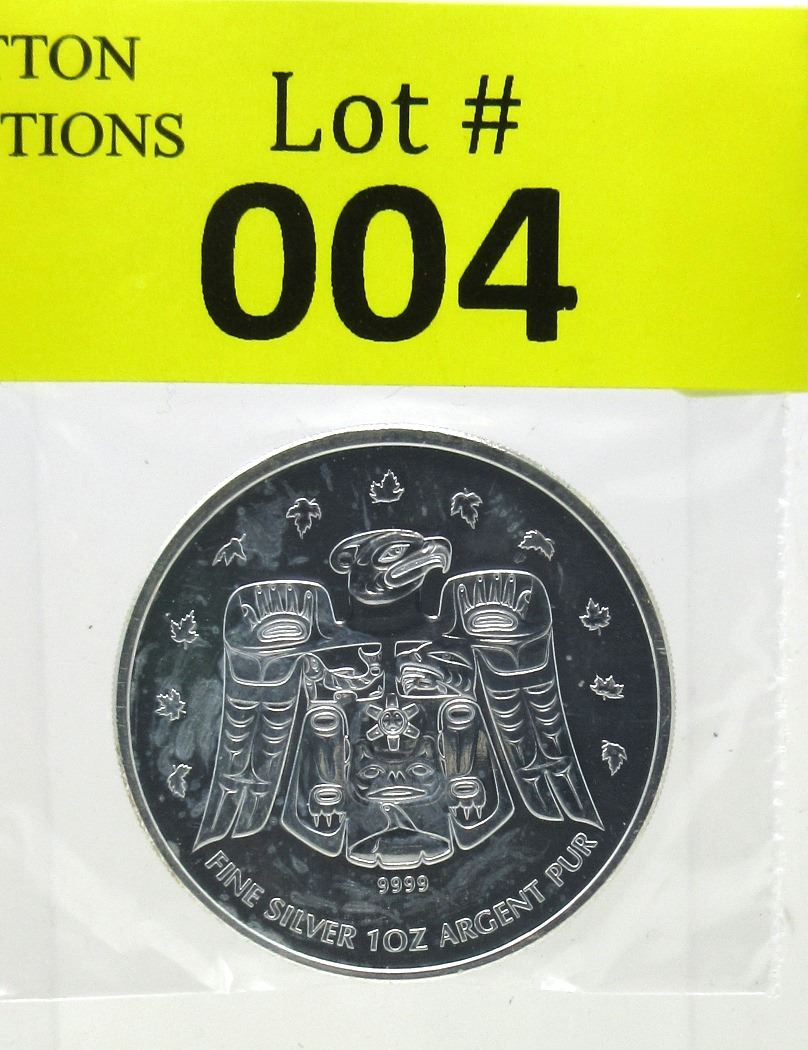 TTON
TIONS
Lot #
004
9999
FINE SILVER 1OZ ARGENT PUR